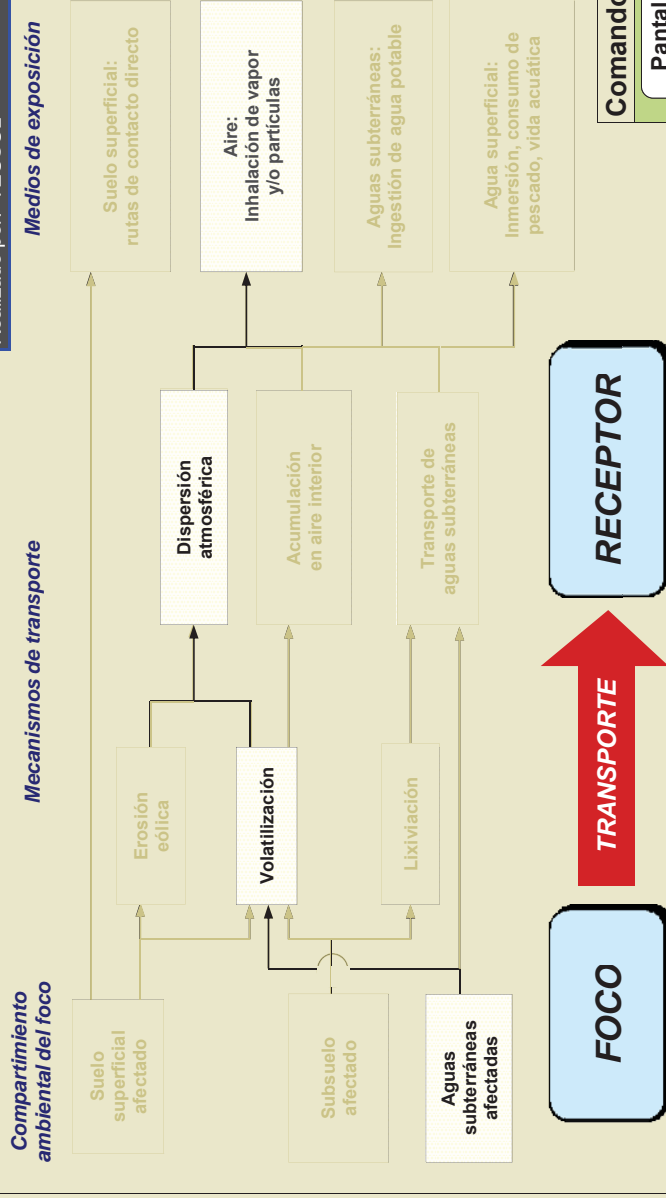 Compartimiento
ambiental del foco
Mecanismos de transporte
Medios de exposición
Suelo
superficial
afectado
Subsuelo
afectado
Aguas
subterráneas
afectadas
Erosión
eólica
Volatilización
Lixiviación
Dispersión
atmosférica
Acumulación
en aire interior
Transporte de
aguas subterráneas
Suelo superficial:
rutas de contacto directo
Aire:
Inhalación de vapor
y/o partículas
Aguas subterráneas:
Ingestión de agua potable
Agua superficial:
Inmersión, consumo de
pescado, vida acuática
FOCO
TRANSPORTE
RECEPTOR
Comando
Pantal